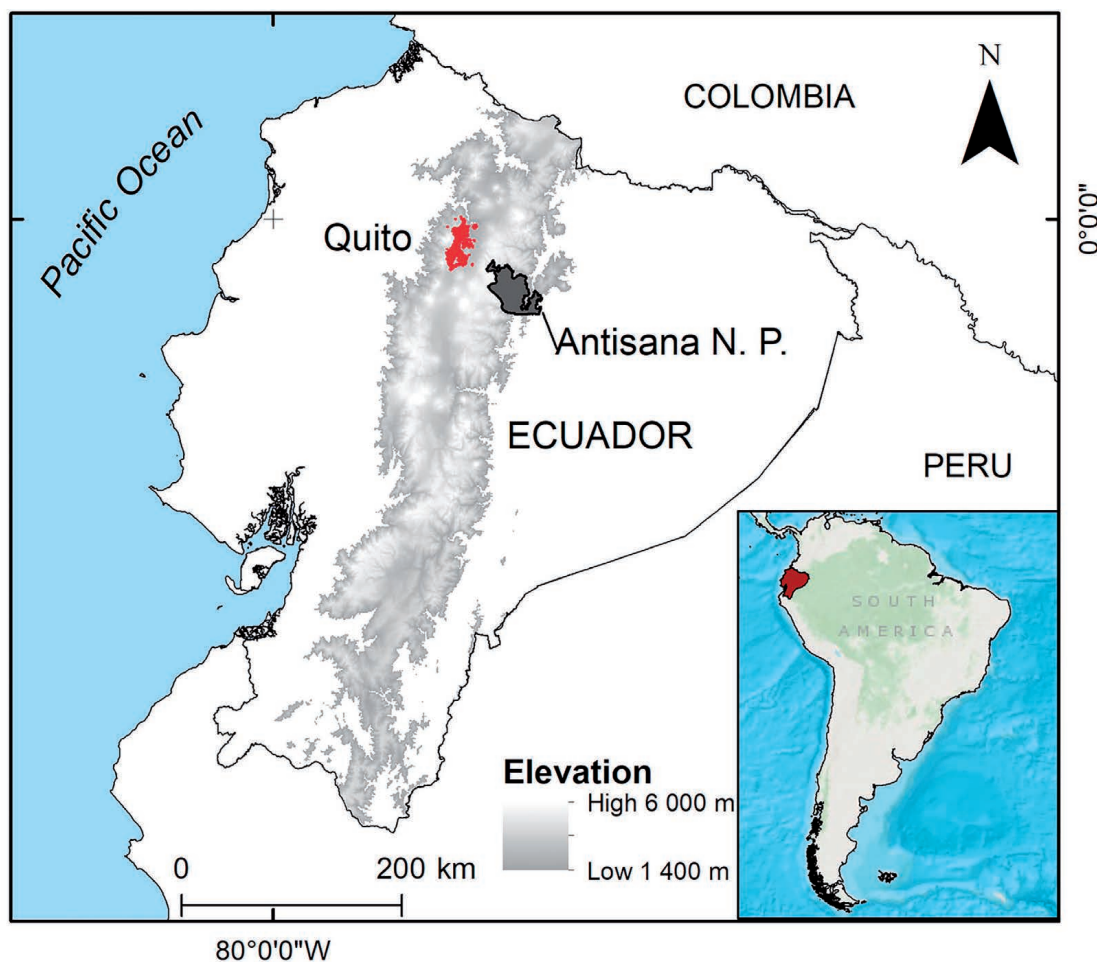 N
COLOMBIA
Pacific Ocean
0°0'0"
Quito
Antisana N. P.
ECUADOR
PERU
SOUTH
AMERICA
Elevation
High 6 000 m
Low 1 400 m
0 200 km
80°0'0"W